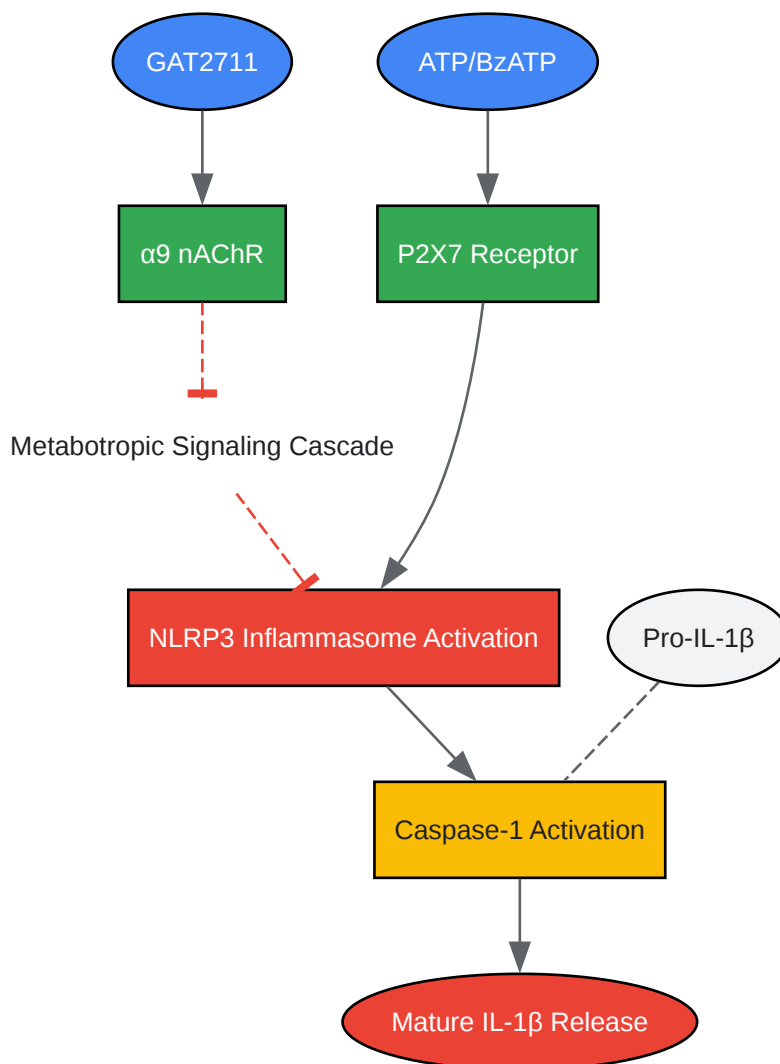 GAT2711
ATP/BzATP
α9 nAChR
P2X7 Receptor
Metabotropic Signaling Cascade
NLRP3 Inflammasome Activation
Pro-IL-1β
Caspase-1 Activation
Mature IL-1β Release